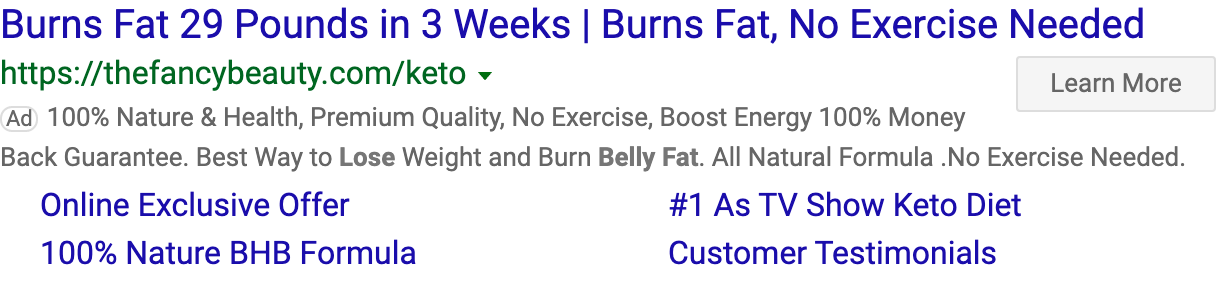 Burns Fat 29 Pounds in 3 Weeks | Burns Fat, No Exercise Needed
https://thefancybeauty.com/keto
Learn More
Ad 100% Nature & Health, Premium Quality, No Exercise, Boost Energy 100% Money
Back Guarantee. Best Way to Lose Weight and Burn Belly Fat. All Natural Formula .No Exercise Needed.
Online Exclusive Offer
#1 As TV Show Keto Diet
100% Nature BHB Formula
Customer Testimonials